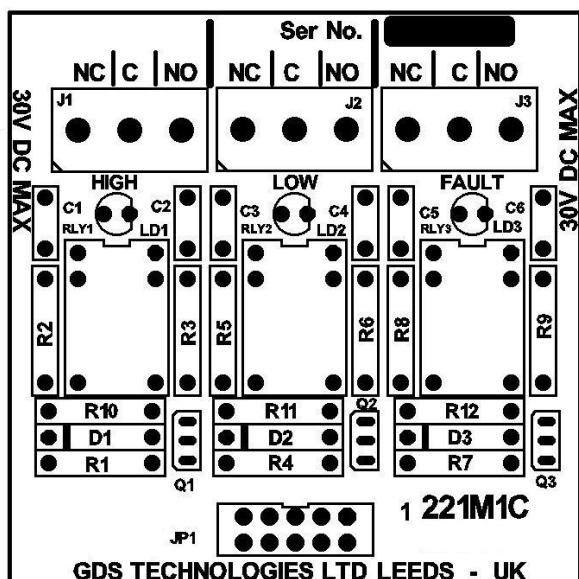 Ser No.
NC C NO NC C NO NC C NO
J1 J2 J3
30V DC MAX
30V DC MAX
HIGH LOW FAULT
C1 C2 C3 C4 C5 C6
RLY1 LD1 RLY2 LD2 RLY3 LD3
R2 R3 R5 R6 R8 R9
R10 R11 R12
Q2
D1 D2 D3
R1 R4 R7
Q1 Q3
1 221M1C
JP1
GDS TECHNOLOGIES LTD LEEDS - UK